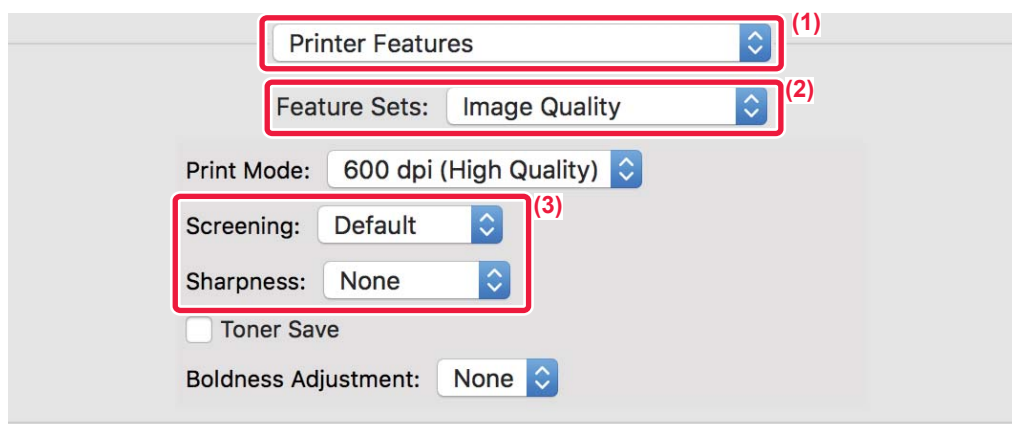 Printer Features (1)
Feature Sets: Image Quality (2)
Print Mode: 600 dpi (High Quality)
Screening: Default (3)
Sharpness: None
Toner Save
Boldness Adjustment: None